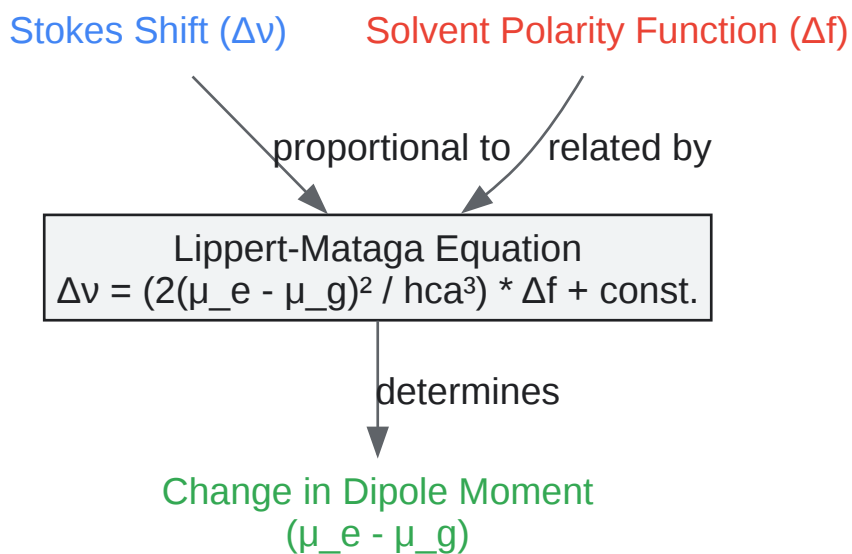 Stokes Shift (Δν)
Solvent Polarity Function (Δf)
proportional to
related by
Lippert-Mataga Equation
Δν = (2(μ_e - μ_g)² / hca³) * Δf + const.
determines
Change in Dipole Moment
(μ_e - μ_g)